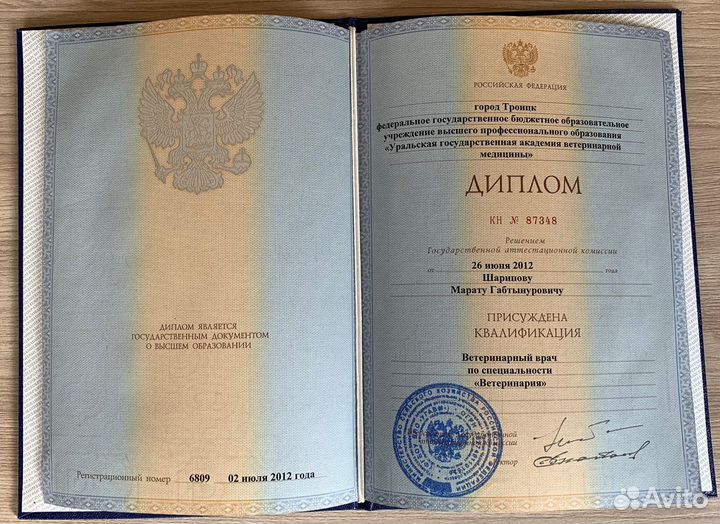 ДИПЛОМ ЯВЛЯЕТСЯ
ГОСУДАРСТВЕННЫМ ДОКУМЕНТОМ
О ВЫСШЕМ ОБРАЗОВАНИИ
Регистрационный номер 6809 02 июля 2012 года
РОССИЙСКАЯ ФЕДЕРАЦИЯ
город Троицк
федеральное государственное бюджетное образовательное
учреждение высшего профессионального образования
«Уральская государственная академия ветеринарной
медицины»
ДИПЛОМ
КН № 87348
Решением
Государственной аттестационной комиссии
от 26 июня 2012 года
Шарипову
Марату Габтынуровичу
ПРИСУЖДЕНА
КВАЛИФИКАЦИЯ
Ветеринарный врач
по специальности
«Ветеринария»
Avito